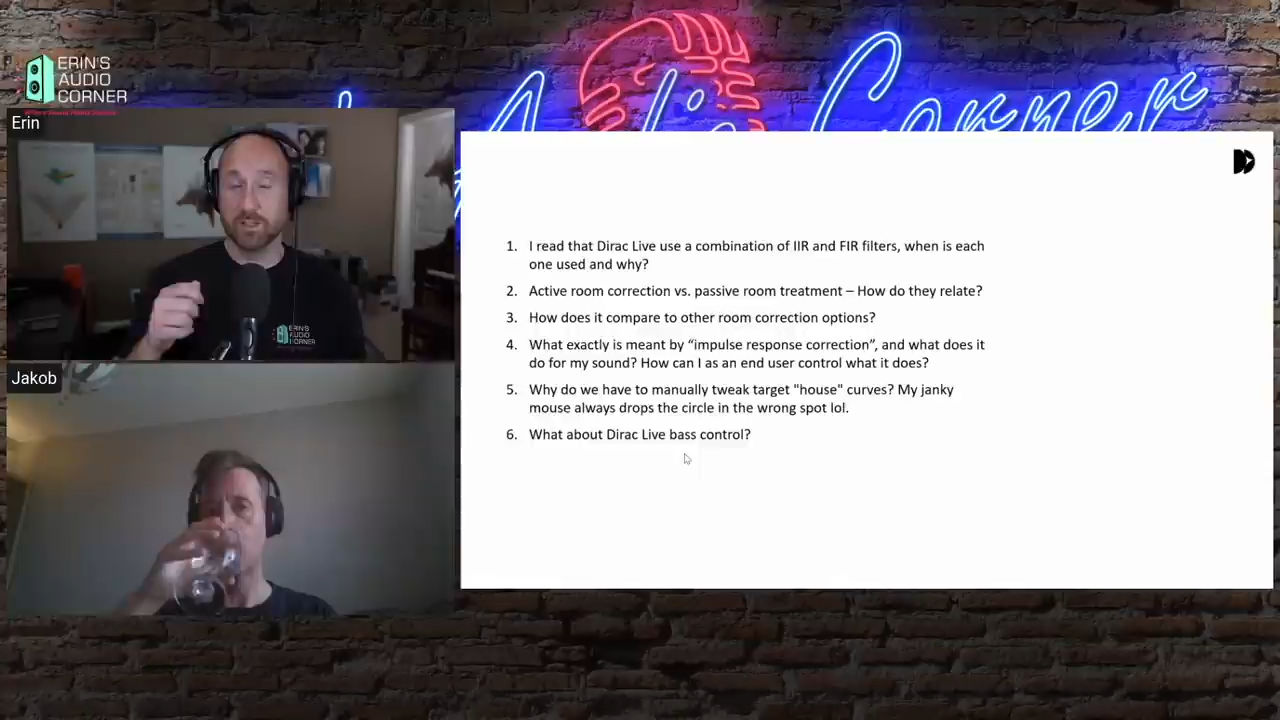 ERIN'S
AUDIO
CORNER
Erin
Jakob
ERIN'S
AUDIO
CORNER
Audio Corner
1. I read that Dirac Live use a combination of IIR and FIR filters, when is each
one used and why?
2. Active room correction vs. passive room treatment – How do they relate?
3. How does it compare to other room correction options?
4. What exactly is meant by “impulse response correction”, and what does it
do for my sound? How can I as an end user control what it does?
5. Why do we have to manually tweak target "house" curves? My janky
mouse always drops the circle in the wrong spot lol.
6. What about Dirac Live bass control?